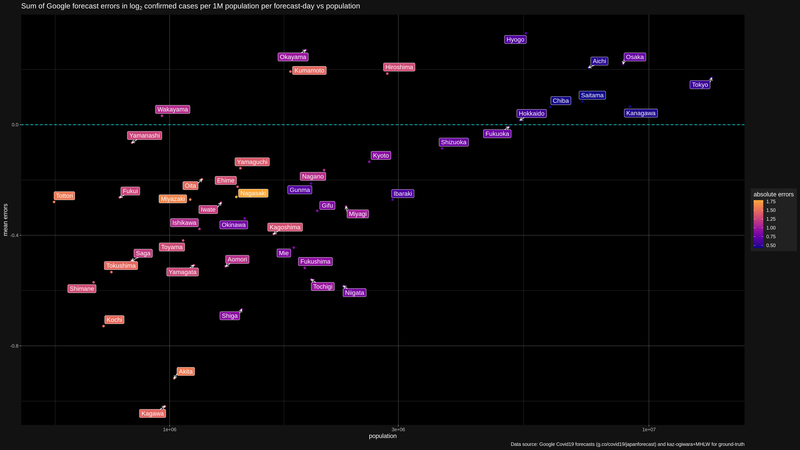 Sum of Google forecast errors in log2 confirmed cases per 1M population per forecast-day vs population
Hyogo
Okayama
Osaka
Aichi
Kumamoto
Hiroshima
Tokyo
Saitama
Chiba
Wakayama
Hokkaido
Kanagawa
0.0
Yamanashi
Fukuoka
Shizuoka
Kyoto
Yamaguchi
Nagano
Ehime
Oita
Fukui
Gunma
Tottori
Miyazaki
Nagasaki
Ibaraki
Iwate
Gifu
Miyagi
Ishikawa
Okinawa
Kagoshima
-0.4
Toyama
Saga
Mie
Aomori
Fukushima
Tokushima
Yamagata
Shimane
Tochigi
Niigata
Shiga
Kochi
-0.8
Akita
Kagawa
mean errors
1e+06
3e+06
1e+07
population
absolute errors
1.75
1.50
1.25
1.00
0.75
0.50
Data source: Google Covid19 forecasts (g.co/covid19/japanforecast) and kaz-ogiwara+MHLW for ground-truth